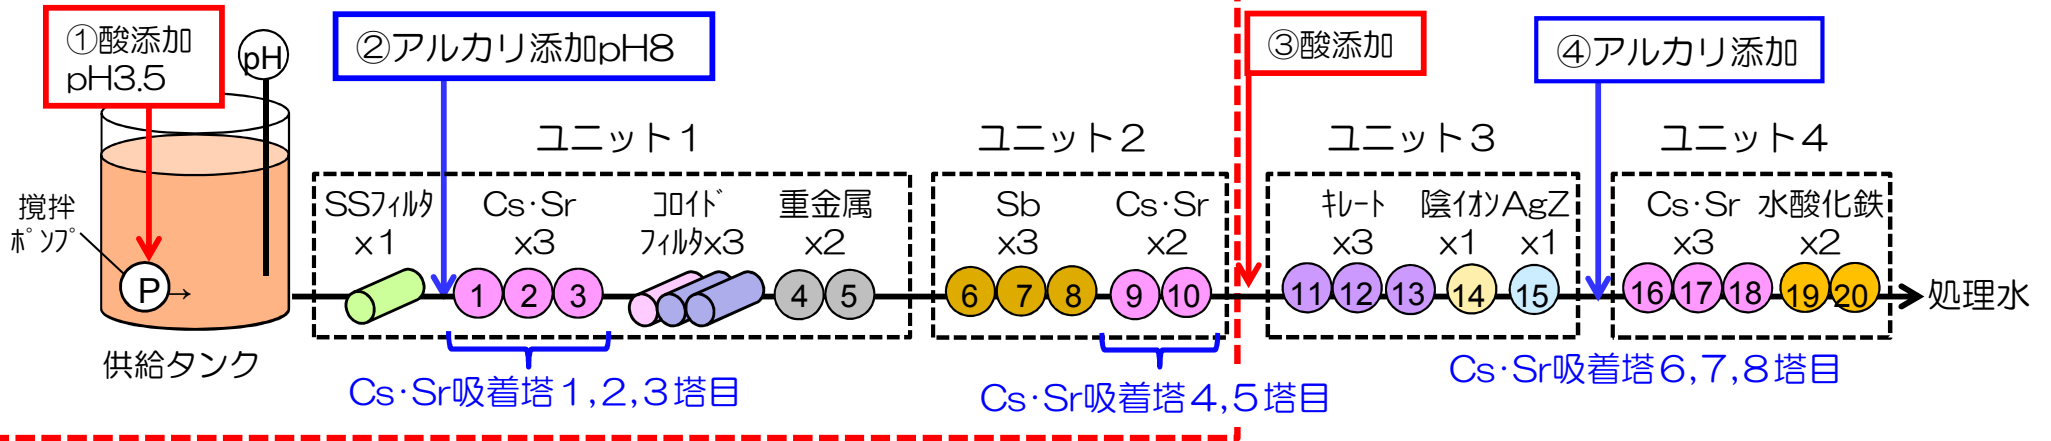 ①酸添加
pH3.5
pH
②アルカリ添加pH8
③酸添加
④アルカリ添加
ユニット1
ユニット2
ユニット3
ユニット4
攪拌
ﾎﾟﾝﾌﾟ
P→
供給タンク
SSﾌｨﾙﾀ
x1
Cs･Sr
x3
ｺﾛｲﾄﾞ
ﾌｨﾙﾀx3
重金属
x2
Sb
x3
Cs･Sr
x2
ｷﾚｰﾄ
x3
陰ｲｵﾝ
x1
AgZ
x1
Cs･Sr
x3
水酸化鉄
x2
1 2 3 4 5 6 7 8 9 10 11 12 13 14 15 16 17 18 19 20
処理水
Cs･Sr吸着塔1,2,3塔目
Cs･Sr吸着塔4,5塔目
Cs･Sr吸着塔6,7,8塔目